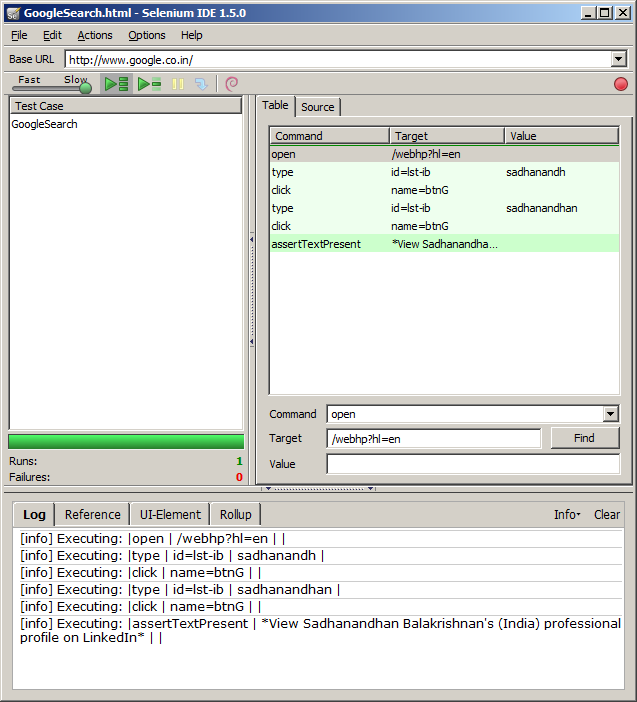 GoogleSearch.html - Selenium IDE 1.5.0
File Edit Actions Options Help
Base URL http://www.google.co.in/
Fast Slow
Test Case
GoogleSearch
Runs: 1
Failures: 0
Table Source
Command Target Value
open /webhp?hl=en
type id=lst-ib sadhanandh
click name=btnG
type id=lst-ib sadhanandhan
click name=btnG
assertTextPresent *View Sadhanandha...
Command open
Target /webhp?hl=en Find
Value
Log Reference UI-Element Rollup Info Clear
[info] Executing: |open | /webhp?hl=en | |
[info] Executing: |type | id=lst-ib | sadhanandh |
[info] Executing: |click | name=btnG | |
[info] Executing: |type | id=lst-ib | sadhanandhan |
[info] Executing: |click | name=btnG | |
[info] Executing: |assertTextPresent | *View Sadhanandhan Balakrishnan's (India) professional
profile on LinkedIn* | |